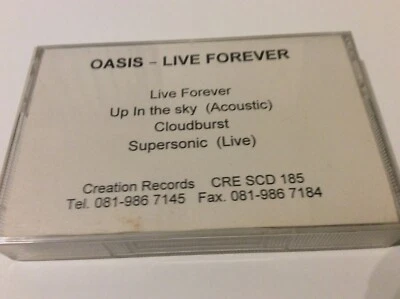 OASIS – LIVE FOREVER
Live Forever
Up In the sky (Acoustic)
Cloudburst
Supersonic (Live)
Creation Records CRE SCD 185
Tel. 081-986 7145 Fax. 081-986 7184